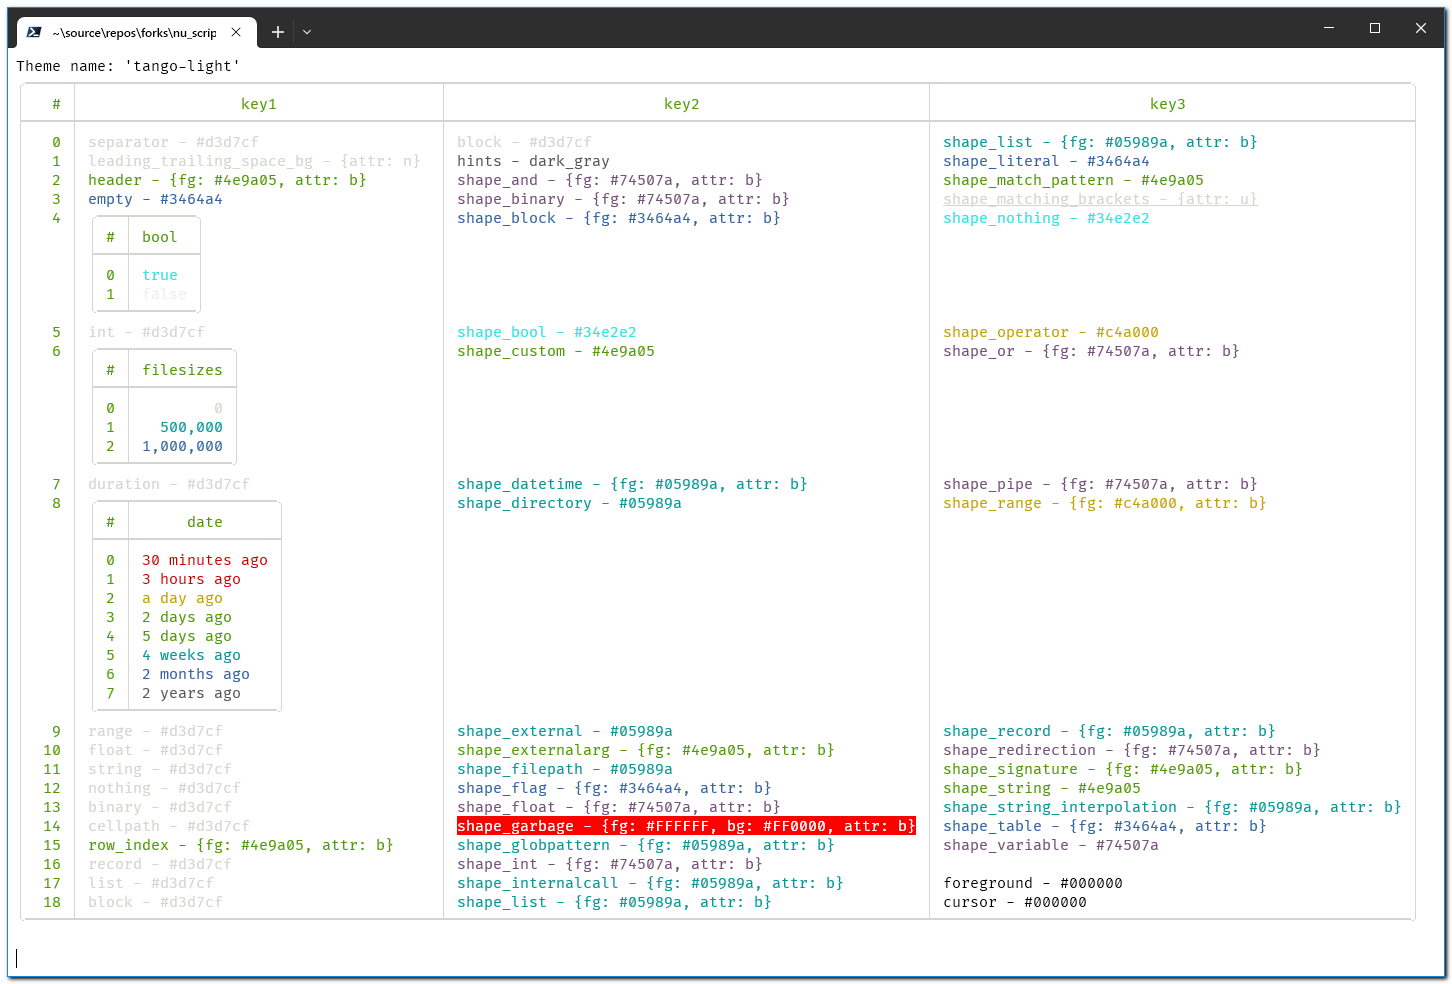 ~\source\repos\forks\nu_scrip
Theme name: 'tango-light'
# key1 key2 key3
0 separator - #d3d7cf block - #d3d7cf shape_list - {fg: #05989a, attr: b}
1 leading_trailing_space_bg - {attr: n} hints - dark_gray shape_literal - #3464a4
2 header - {fg: #4e9a05, attr: b} shape_and - {fg: #74507a, attr: b} shape_match_pattern - #4e9a05
3 empty - #3464a4 shape_binary - {fg: #74507a, attr: b} shape_matching_brackets - {attr: u}
4 shape_block - {fg: #3464a4, attr: b} shape_nothing - #34e2e2
# bool
0 true
1 false
5 int - #d3d7cf shape_bool - #34e2e2 shape_operator - #c4a000
6 shape_custom - #4e9a05 shape_or - {fg: #74507a, attr: b}
# filesizes
0 0
1 500,000
2 1,000,000
7 duration - #d3d7cf shape_datetime - {fg: #05989a, attr: b} shape_pipe - {fg: #74507a, attr: b}
8 shape_directory - #05989a shape_range - {fg: #c4a000, attr: b}
# date
0 30 minutes ago
1 3 hours ago
2 a day ago
3 2 days ago
4 5 days ago
5 4 weeks ago
6 2 months ago
7 2 years ago
9 range - #d3d7cf shape_external - #05989a shape_record - {fg: #05989a, attr: b}
10 float - #d3d7cf shape_externalarg - {fg: #4e9a05, attr: b} shape_redirection - {fg: #74507a, attr: b}
11 string - #d3d7cf shape_filepath - #05989a shape_signature - {fg: #4e9a05, attr: b}
12 nothing - #d3d7cf shape_flag - {fg: #3464a4, attr: b} shape_string - #4e9a05
13 binary - #d3d7cf shape_float - {fg: #74507a, attr: b} shape_string_interpolation - {fg: #05989a, attr: b}
14 cellpath - #d3d7cf shape_garbage - {fg: #FFFFFF, bg: #FF0000, attr: b} shape_table - {fg: #3464a4, attr: b}
15 row_index - {fg: #4e9a05, attr: b} shape_globpattern - {fg: #05989a, attr: b} shape_variable - #74507a
16 record - #d3d7cf shape_int - {fg: #74507a, attr: b}
17 list - #d3d7cf shape_internalcall - {fg: #05989a, attr: b} foreground - #000000
18 block - #d3d7cf shape_list - {fg: #05989a, attr: b} cursor - #000000